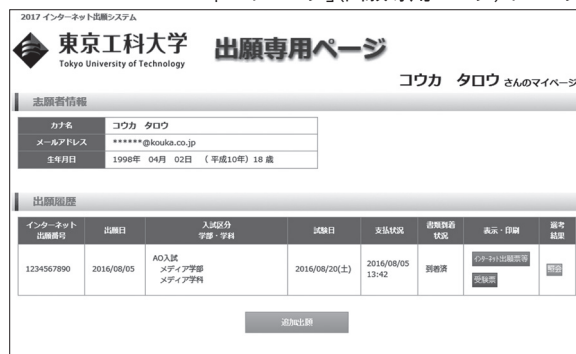 2017 インターネット出願システム
東京工科大学
Tokyo University of Technology
出願専用ページ
コウカ タロウ さんのマイページ
志願者情報
カナ名 コウカ タロウ
メールアドレス ******@kouka.co.jp
生年月日 1998年 04月 02日 （平成10年）18 歳
出願履歴
インターネット出願番号 出願日 入試区分 学部・学科 試験日 支払状況 書類到着状況 表示・印刷 選考結果
1234567890 2016/08/05 AO入試 メディア学部 メディア学科 2016/08/20(土) 2016/08/05 13:42 到着済 インターネット出願票等 受験票 照会
追加出願